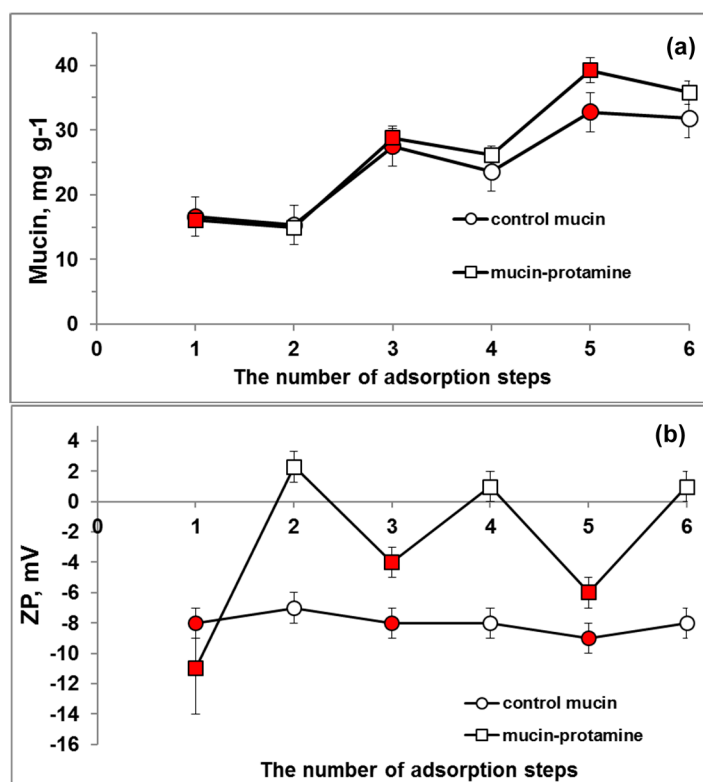 (a)
Mucin, mg g-1
40
30
20
10
0
control mucin
mucin-protamine
0 1 2 3 4 5 6
The number of adsorption steps
(b)
ZP, mV
4
2
0
-2
-4
-6
-8
-10
-12
-14
-16
0 1 2 3 4 5 6
control mucin
mucin-protamine
The number of adsorption steps